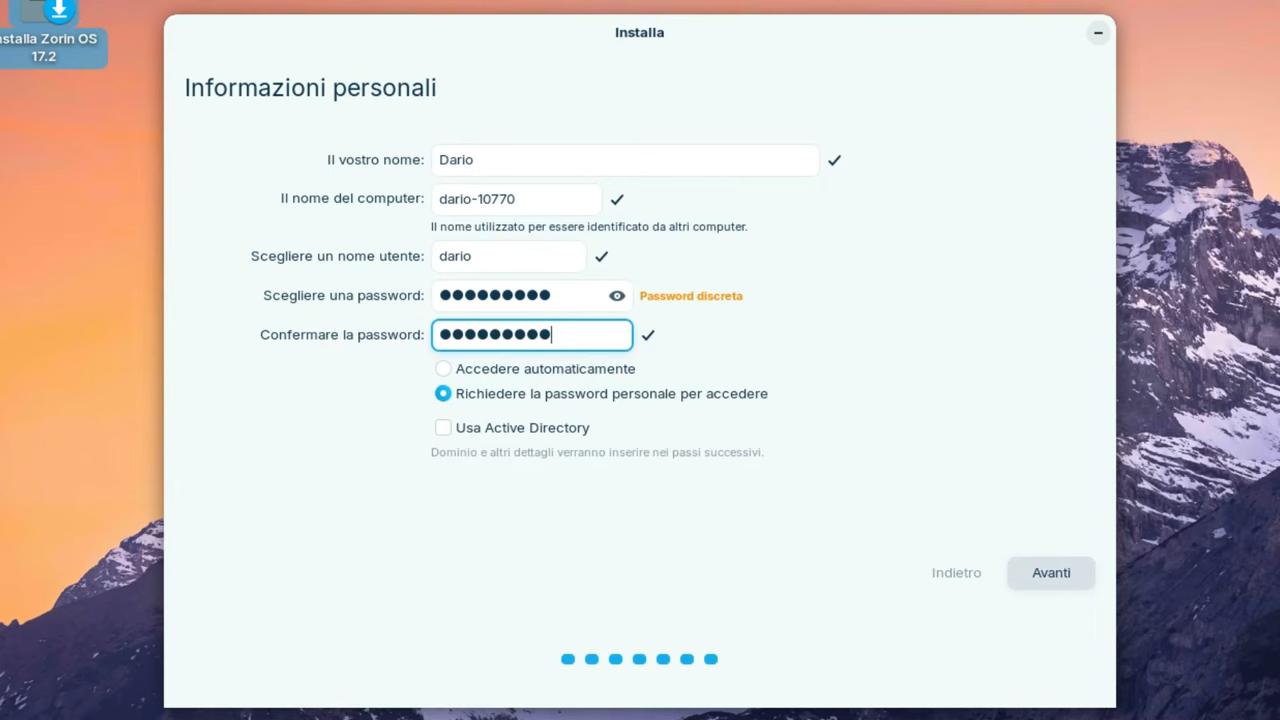 nstalla Zorin OS
17.2
Installa
Informazioni personali
Il vostro nome: Dario
Il nome del computer: dario-10770
Il nome utilizzato per essere identificato da altri computer.
Scegliere un nome utente: dario
Scegliere una password: ●●●●●●●●● Password discreta
Confermare la password: ●●●●●●●●●
Accedere automaticamente
Richiedere la password personale per accedere
Usa Active Directory
Dominio e altri dettagli verranno inserire nei passi successivi.
Indietro Avanti